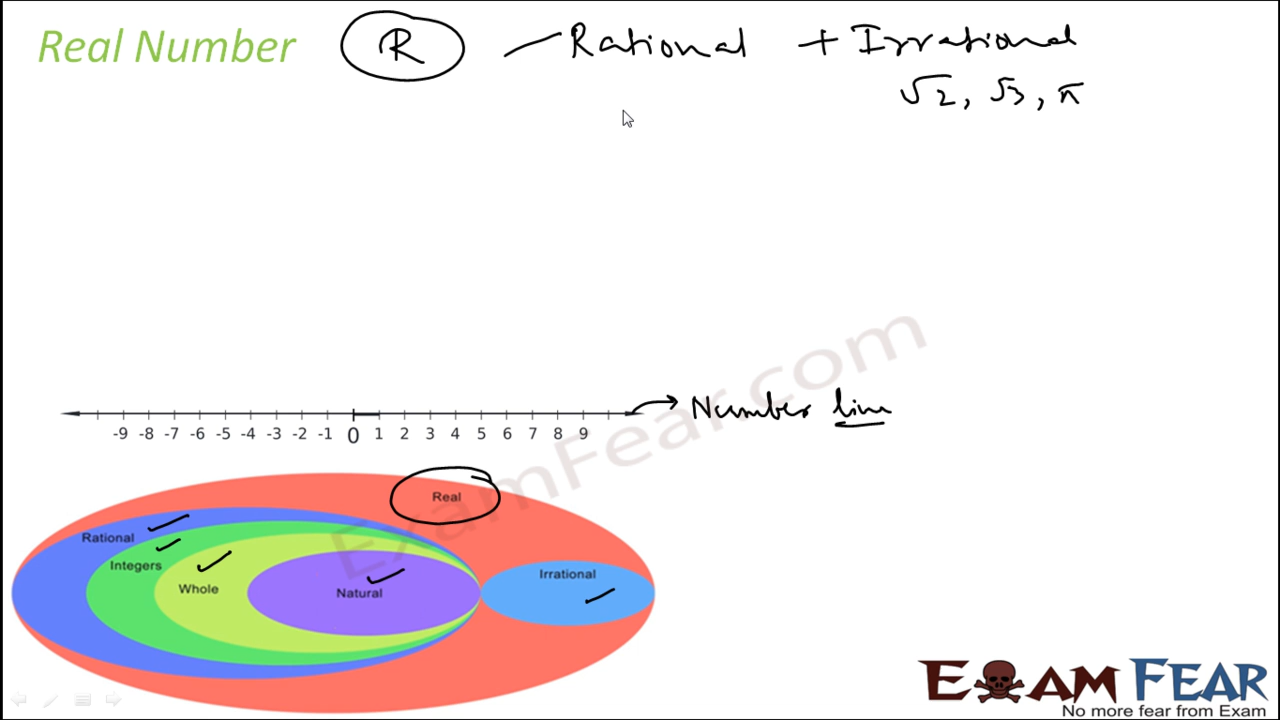 Real Number R — Rational + Irrational
√2, √3, π
ExamFear.com
→ Number line
-9 -8 -7 -6 -5 -4 -3 -2 -1 0 1 2 3 4 5 6 7 8 9
Real
Rational
Integers
Whole
Natural
Irrational
EXAM FEAR
No more fear from Exam